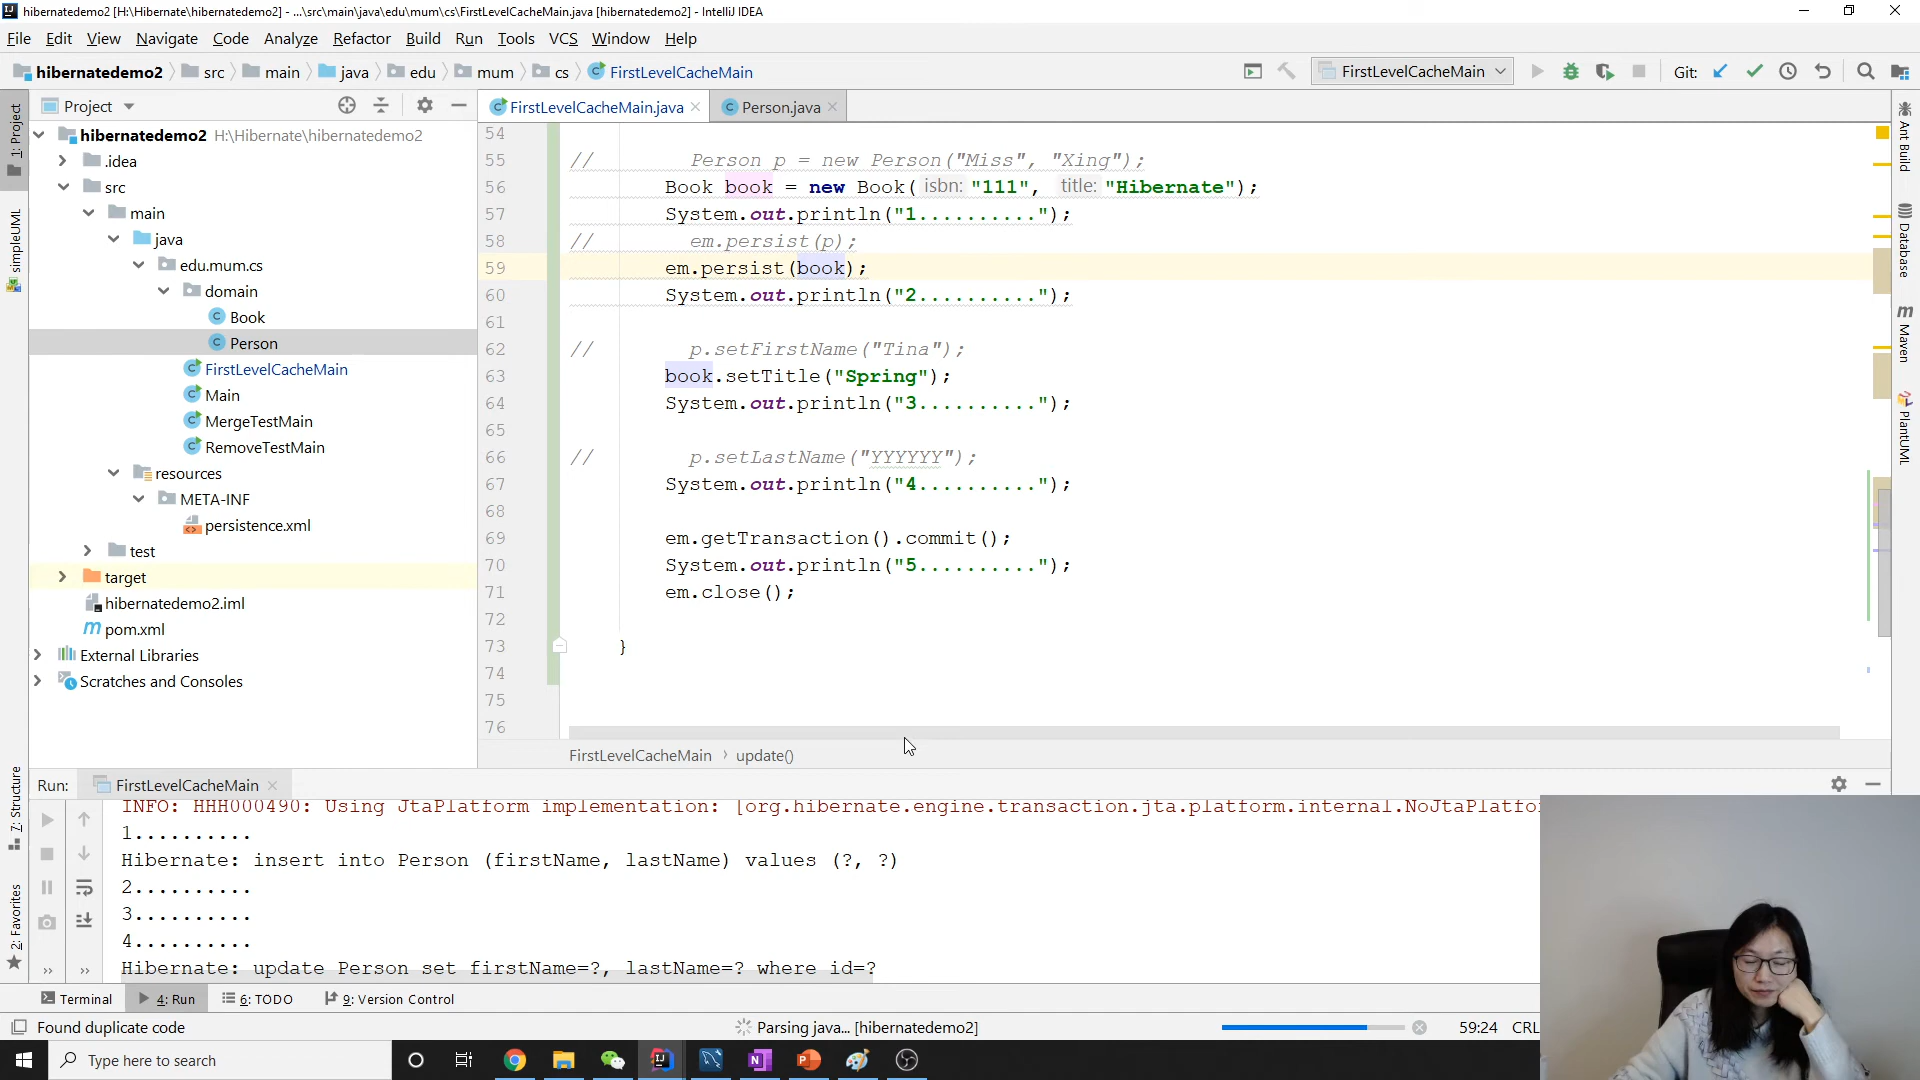 hibernatedemo2 [H:\Hibernate\hibernatedemo2] - ...\src\main\java\edu\mum\cs\FirstLevelCacheMain.java [hibernatedemo2] - IntelliJ IDEA
File Edit View Navigate Code Analyze Refactor Build Run Tools VCS Window Help
hibernatedemo2 src main java edu mum cs FirstLevelCacheMain FirstLevelCacheMain Git:
Project FirstLevelCacheMain.java Person.java
1: Project
simpleUML
7: Structure
2: Favorites
hibernatedemo2 H:\Hibernate\hibernatedemo2
.idea
src
main
java
edu.mum.cs
domain
Book
Person
FirstLevelCacheMain
Main
MergeTestMain
RemoveTestMain
resources
META-INF
persistence.xml
test
target
hibernatedemo2.iml
pom.xml
External Libraries
Scratches and Consoles
54
55 // Person p = new Person("Miss", "Xing");
56 Book book = new Book( isbn: "111", title: "Hibernate");
57 System.out.println("1..........");
58 // em.persist(p);
59 em.persist(book);
60 System.out.println("2..........");
61
62 // p.setFirstName("Tina");
63 book.setTitle("Spring");
64 System.out.println("3..........");
65
66 // p.setLastName("YYYYYY");
67 System.out.println("4..........");
68
69 em.getTransaction().commit();
70 System.out.println("5..........");
71 em.close();
72
73 }
74
75
76
FirstLevelCacheMain › update()
Ant Build
Database
Maven
PlantUML
Run: FirstLevelCacheMain
INFO: HHH000490: Using JtaPlatform implementation: [org.hibernate.engine.transaction.jta.platform.internal.NoJtaPlatfo
1..........
Hibernate: insert into Person (firstName, lastName) values (?, ?)
2..........
3..........
4..........
Hibernate: update Person set firstName=?, lastName=? where id=?
Terminal 4: Run 6: TODO 9: Version Control
Found duplicate code Parsing java... [hibernatedemo2] 59:24 CRL
Type here to search